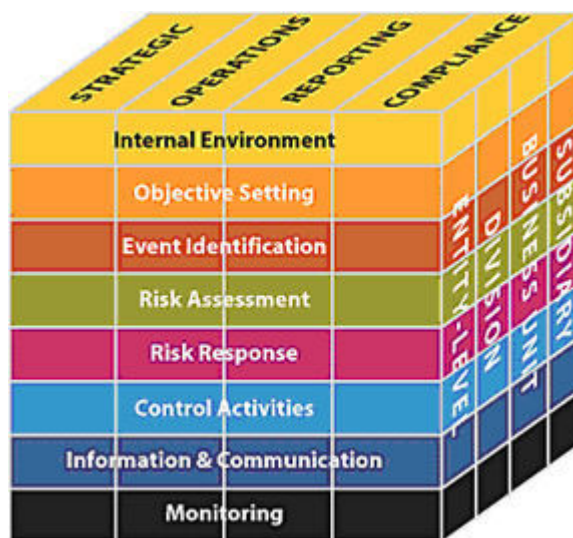 STRATEGIC
OPERATIONS
REPORTING
COMPLIANCE
Internal Environment
Objective Setting
Event Identification
Risk Assessment
Risk Response
Control Activities
Information & Communication
Monitoring
ENTITY-LEVEL
DIVISION
BUSINESS UNIT
SUBSIDIARY